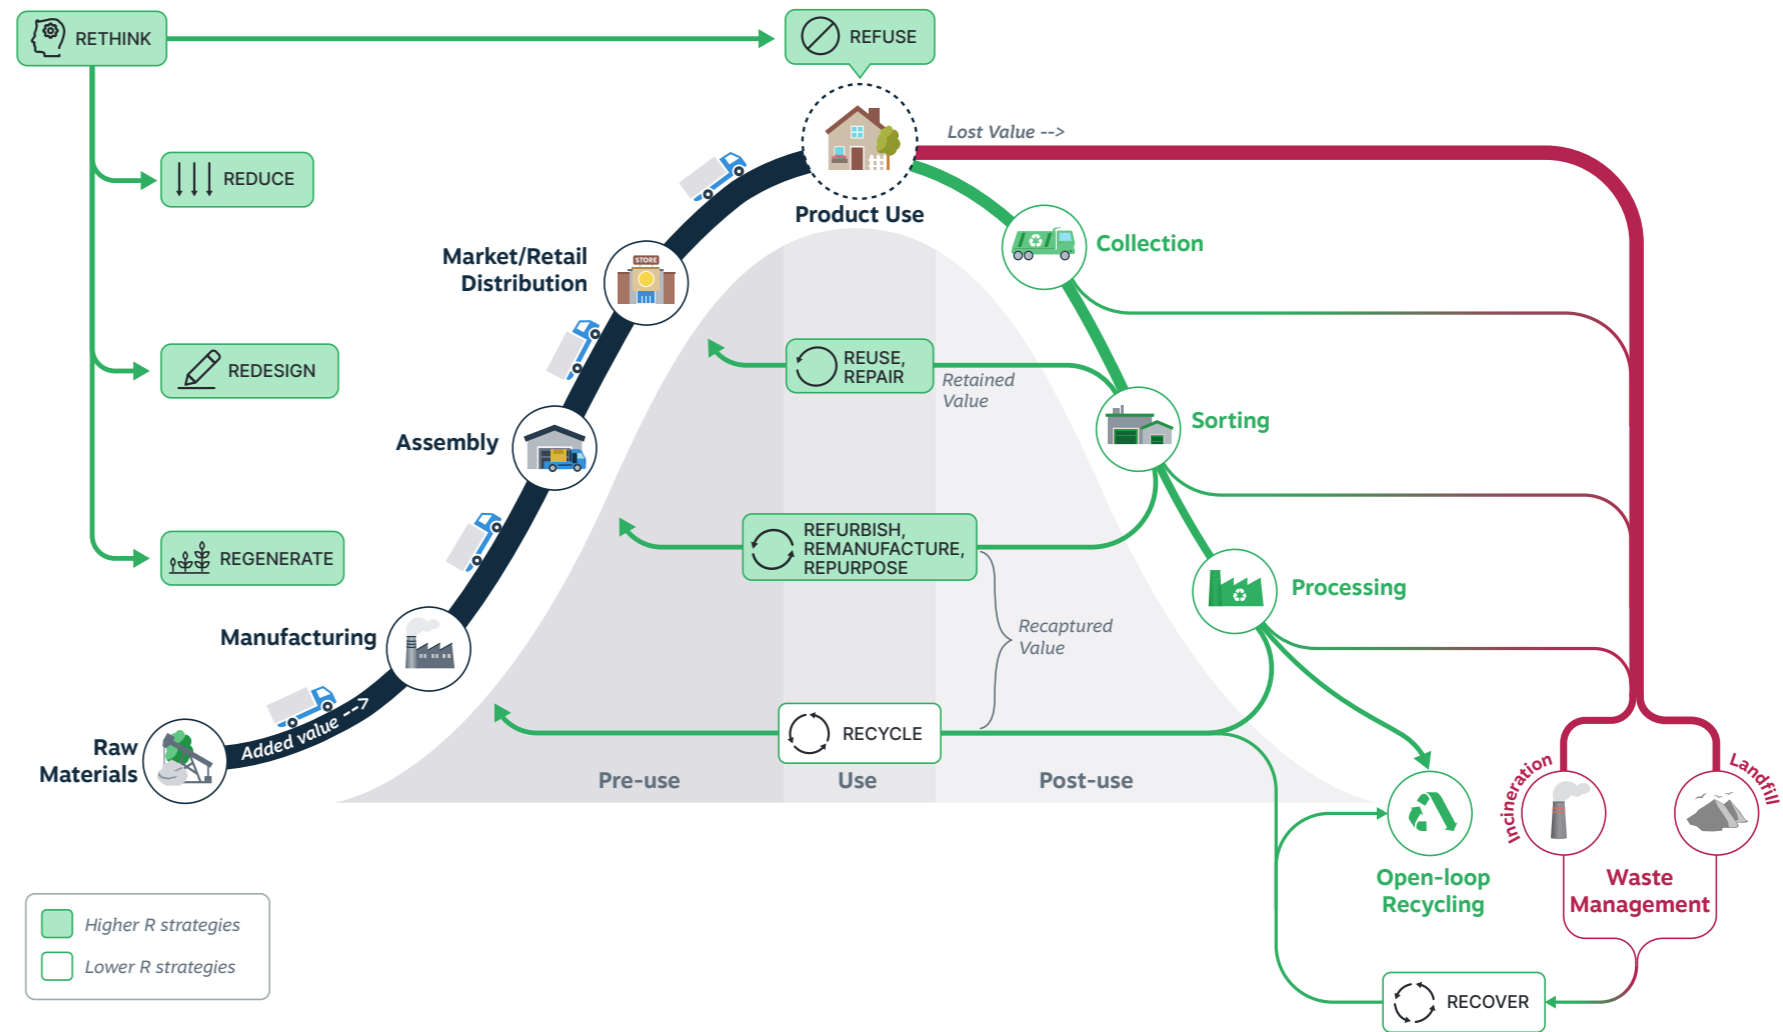 RETHINK
REFUSE
Lost Value -->
REDUCE
Product Use
Collection
Market/Retail
Distribution
STORE
REUSE,
REPAIR
Retained
Value
REDESIGN
Sorting
Assembly
REFURBISH,
REMANUFACTURE,
REPURPOSE
REGENERATE
Processing
Recaptured
Value
Manufacturing
Added value -->
RECYCLE
Raw
Materials
Pre-use
Use
Post-use
Incineration
Landfill
Open-loop
Recycling
Waste
Management
Higher R strategies
Lower R strategies
RECOVER